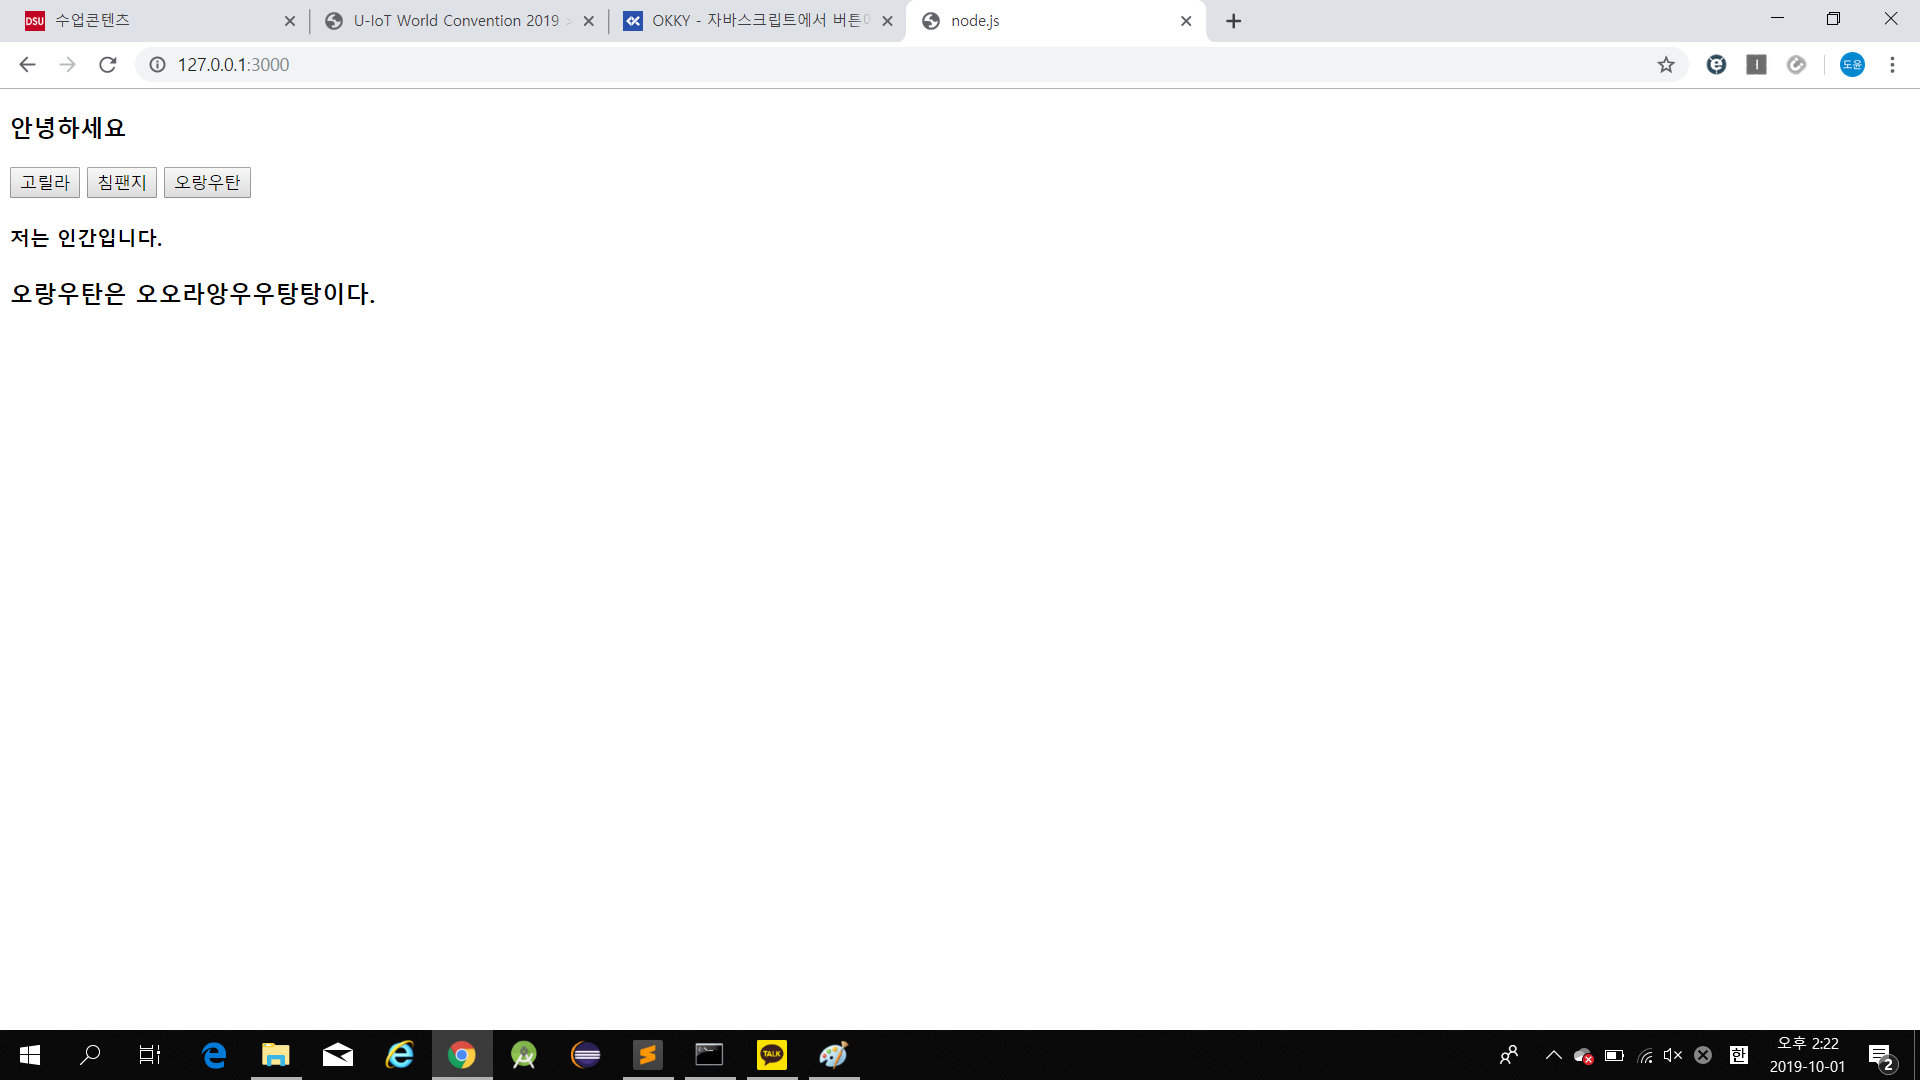 DSU 수업콘텐츠
U-IoT World Convention 2019
OKKY - 자바스크립트에서 버튼
node.js
127.0.0.1:3000
도윤
안녕하세요
고릴라 침팬지 오랑우탄
저는 인간입니다.
오랑우탄은 오오라앙우우탕탕이다.
TALK
한
오후 2:22
2019-10-01
2